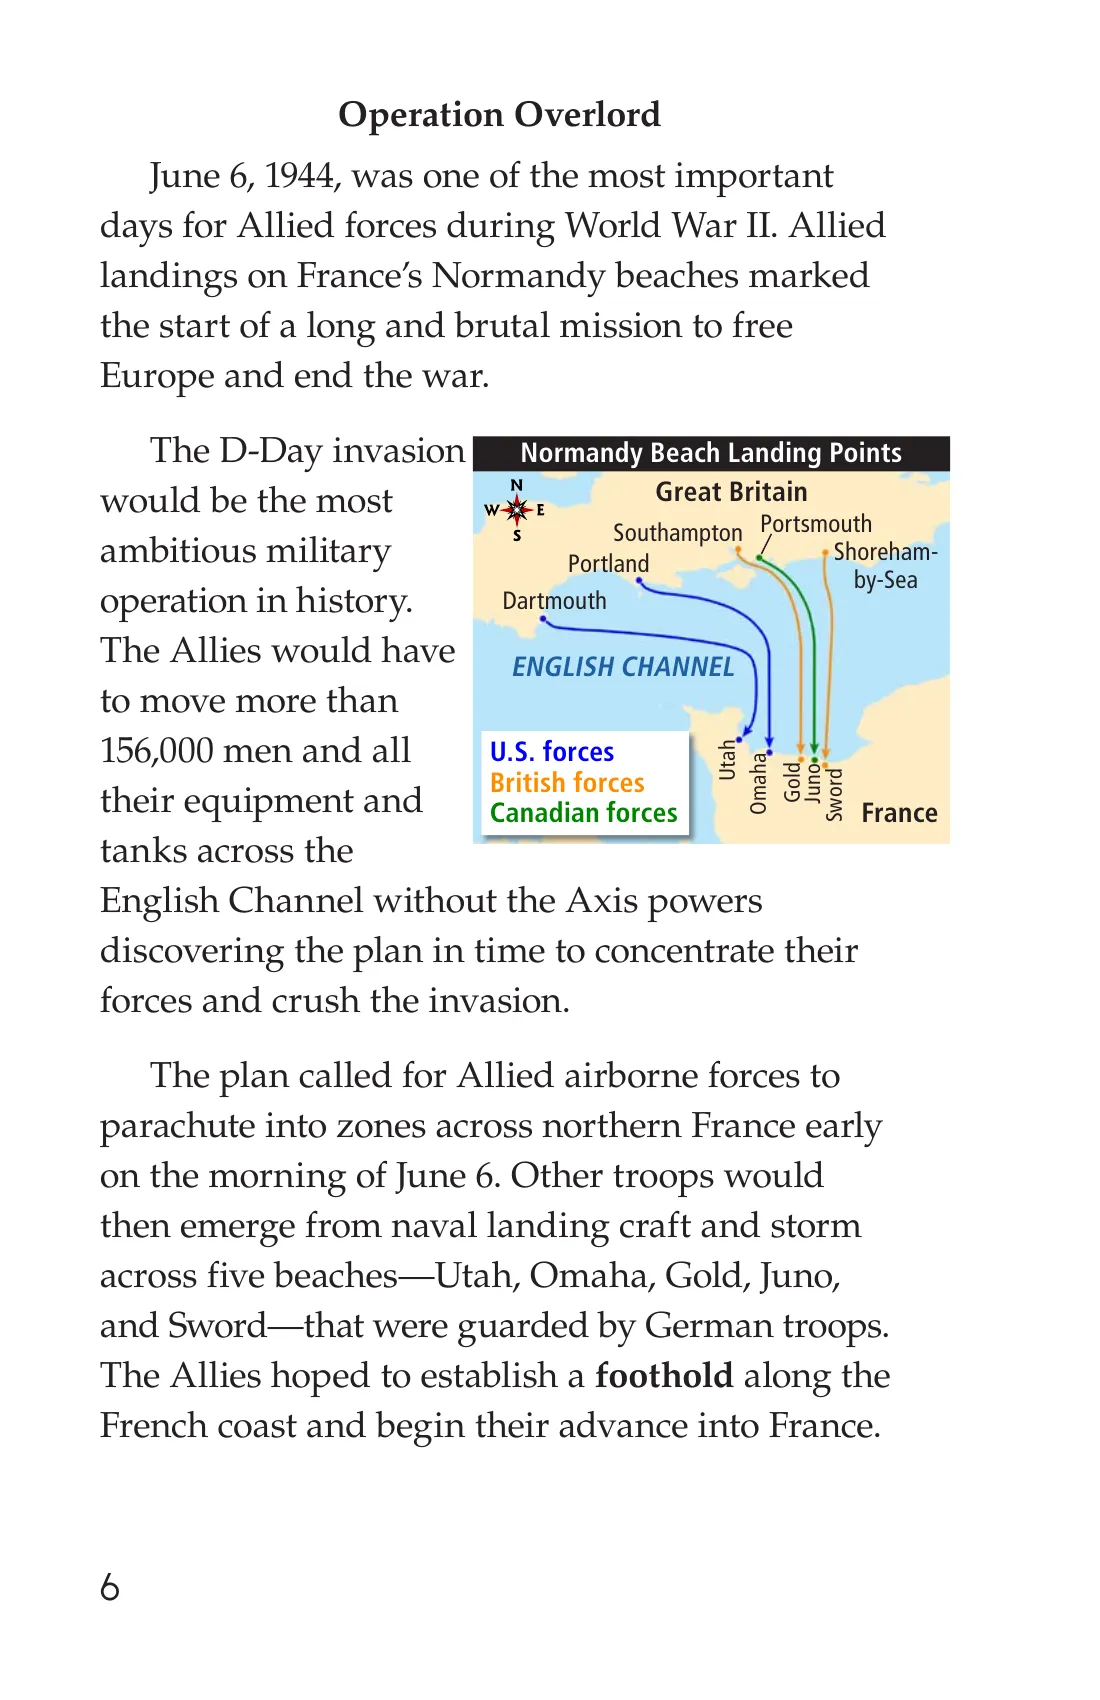 Operation Overlord
June 6, 1944, was one of the most important
days for Allied forces during World War II. Allied
landings on France’s Normandy beaches marked
the start of a long and brutal mission to free
Europe and end the war.
The D-Day invasion
would be the most
ambitious military
operation in history.
The Allies would have
to move more than
156,000 men and all
their equipment and
tanks across the
English Channel without the Axis powers
discovering the plan in time to concentrate their
forces and crush the invasion.
Normandy Beach Landing Points
N
W E
S
Great Britain
Southampton
Portsmouth
Portland
Shoreham-
by-Sea
Dartmouth
ENGLISH CHANNEL
U.S. forces
British forces
Canadian forces
Utah
Omaha
Gold
Juno
Sword
France
The plan called for Allied airborne forces to
parachute into zones across northern France early
on the morning of June 6. Other troops would
then emerge from naval landing craft and storm
across five beaches—Utah, Omaha, Gold, Juno,
and Sword—that were guarded by German troops.
The Allies hoped to establish a foothold along the
French coast and begin their advance into France.
6